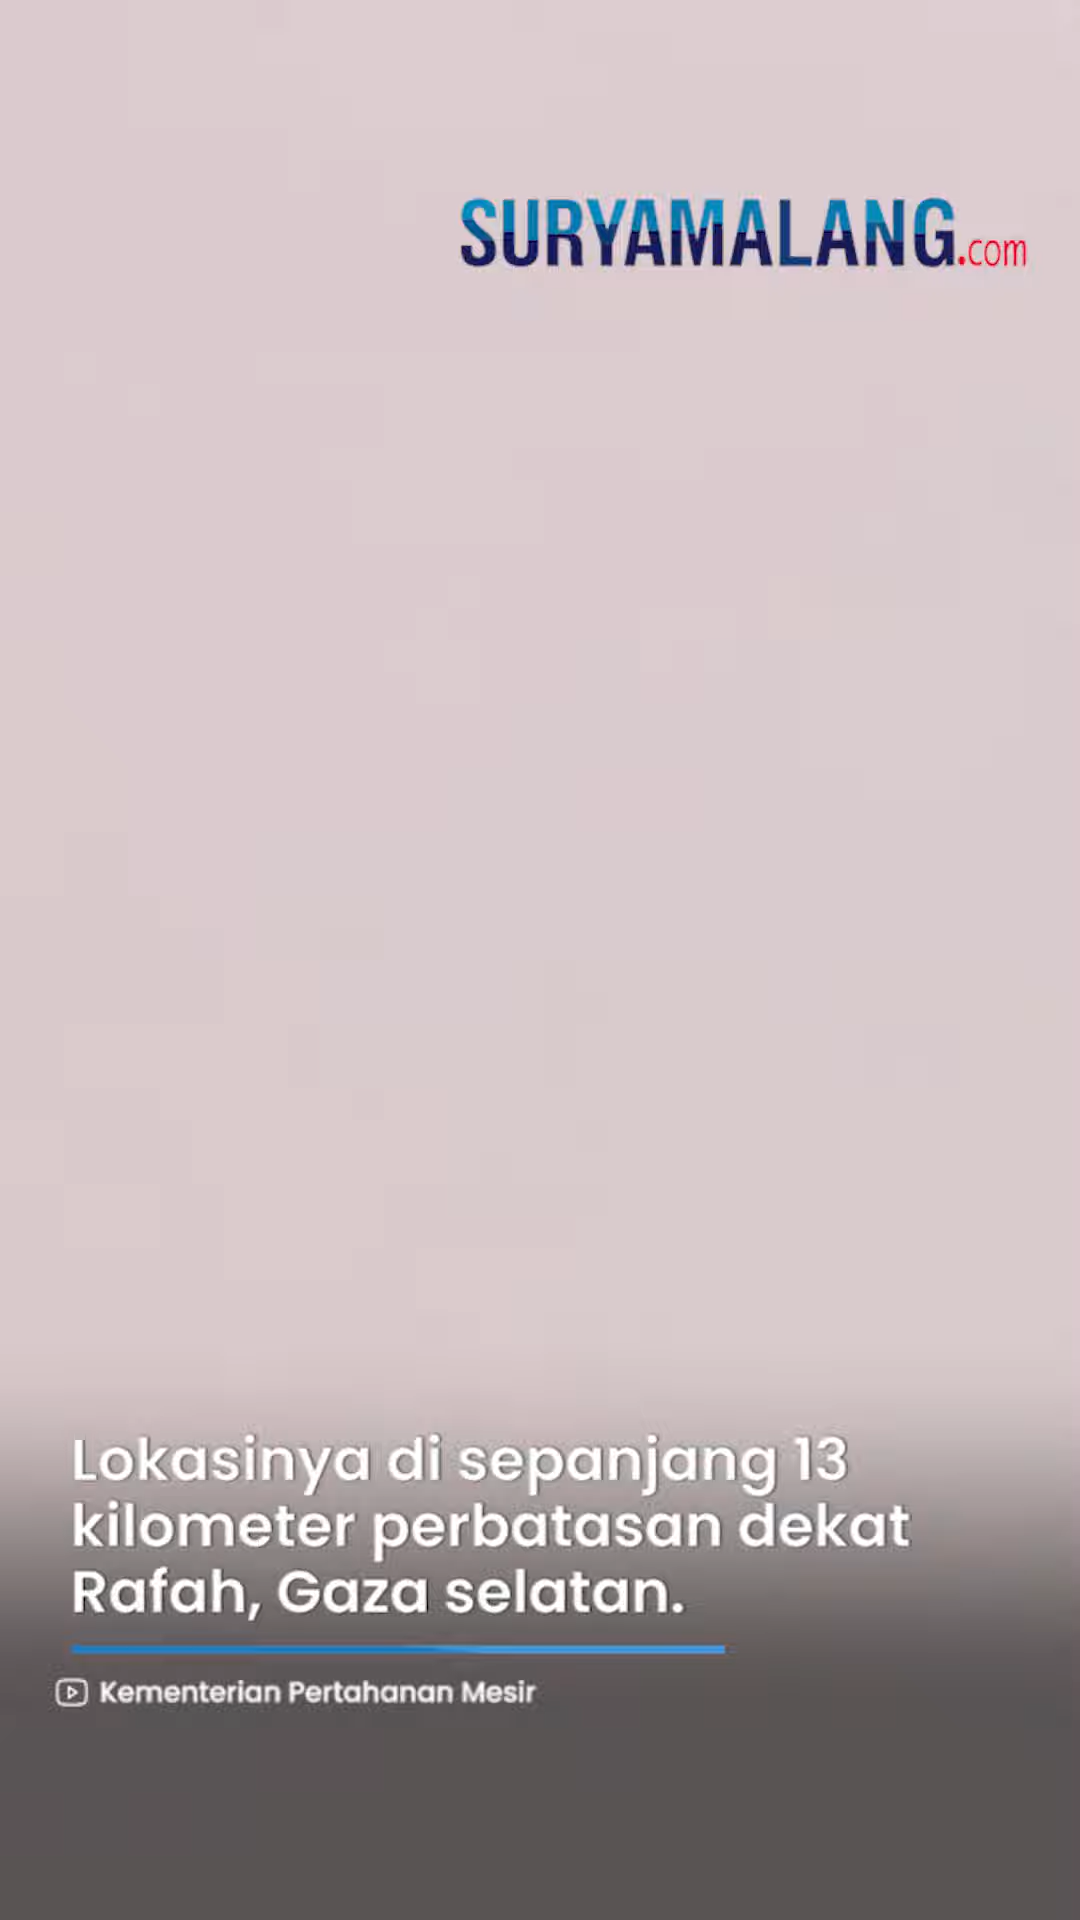 SURYAMALANG.com
Lokasinya di sepanjang 13
kilometer perbatasan dekat
Rafah, Gaza selatan.
Kementerian Pertahanan Mesir